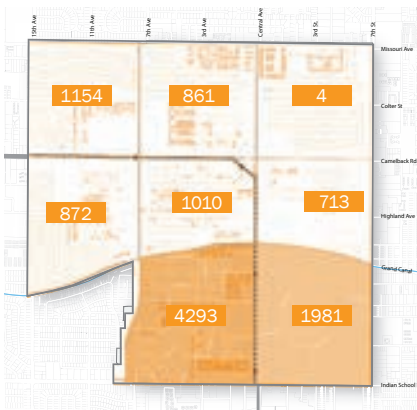 15th Ave
11th Ave
7th Ave
3rd Ave
Central Ave
3rd St.
7th St.
Missouri Ave
1154
861
4
Colter St
Camelback Rd
872
1010
713
Highland Ave
Grand Canal
4293
1981
Indian School